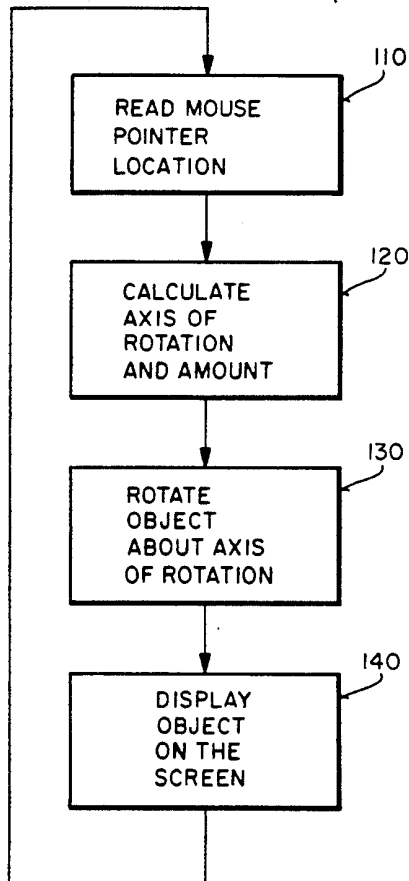 110
READ MOUSE
POINTER
LOCATION
120
CALCULATE
AXIS OF
ROTATION
AND AMOUNT
130
ROTATE
OBJECT
ABOUT AXIS
OF ROTATION
140
DISPLAY
OBJECT
ON THE
SCREEN